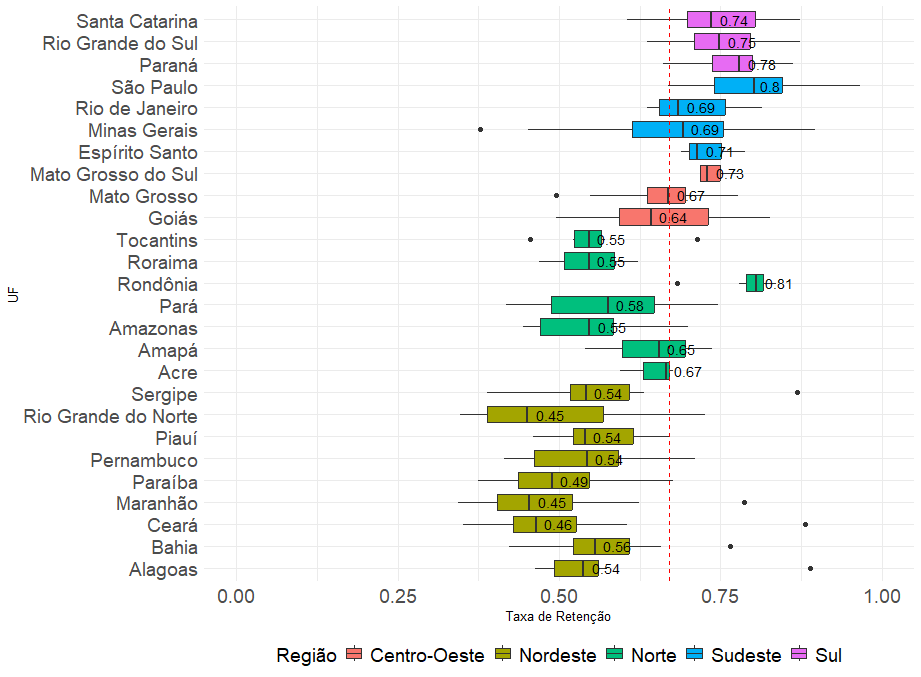 Santa Catarina 0.74
Rio Grande do Sul 0.75
Paraná 0.78
São Paulo 0.8
Rio de Janeiro 0.69
Minas Gerais 0.69
Espírito Santo 0.71
Mato Grosso do Sul 0.73
Mato Grosso 0.67
Goiás 0.64
Tocantins 0.55
Roraima 0.55
Rondônia 0.81
Pará 0.58
Amazonas 0.55
Amapá 0.65
Acre 0.67
Sergipe 0.54
Rio Grande do Norte 0.45
Piauí 0.54
Pernambuco 0.54
Paraíba 0.49
Maranhão 0.45
Ceará 0.46
Bahia 0.56
Alagoas 0.54
UF
0.00 0.25 0.50 0.75 1.00
Taxa de Retenção
Região Centro-Oeste Nordeste Norte Sudeste Sul